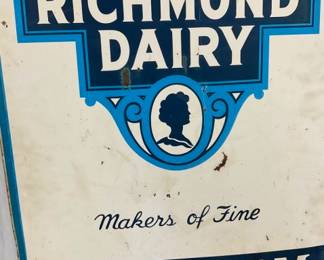 RICHMOND
DAIRY
Makers of Fine